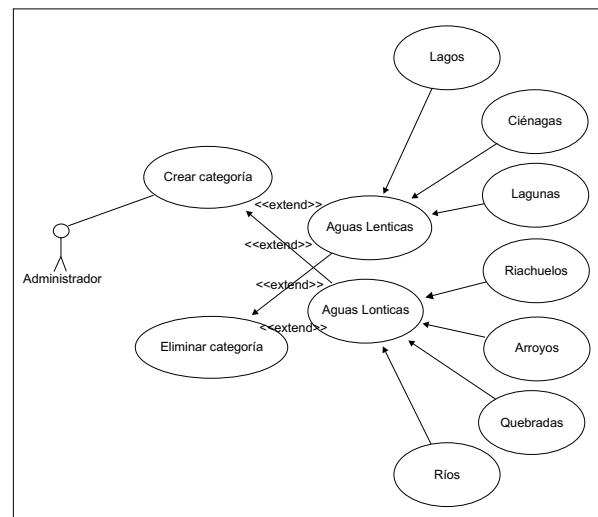 Lagos
Ciénagas
Crear categoría
Lagunas
<<extend>>
Aguas Lenticas
<<extend>>
Administrador
Riachuelos
<<extend>>
Aguas Lonticas
<<extend>>
Eliminar categoría
Arroyos
Quebradas
Ríos